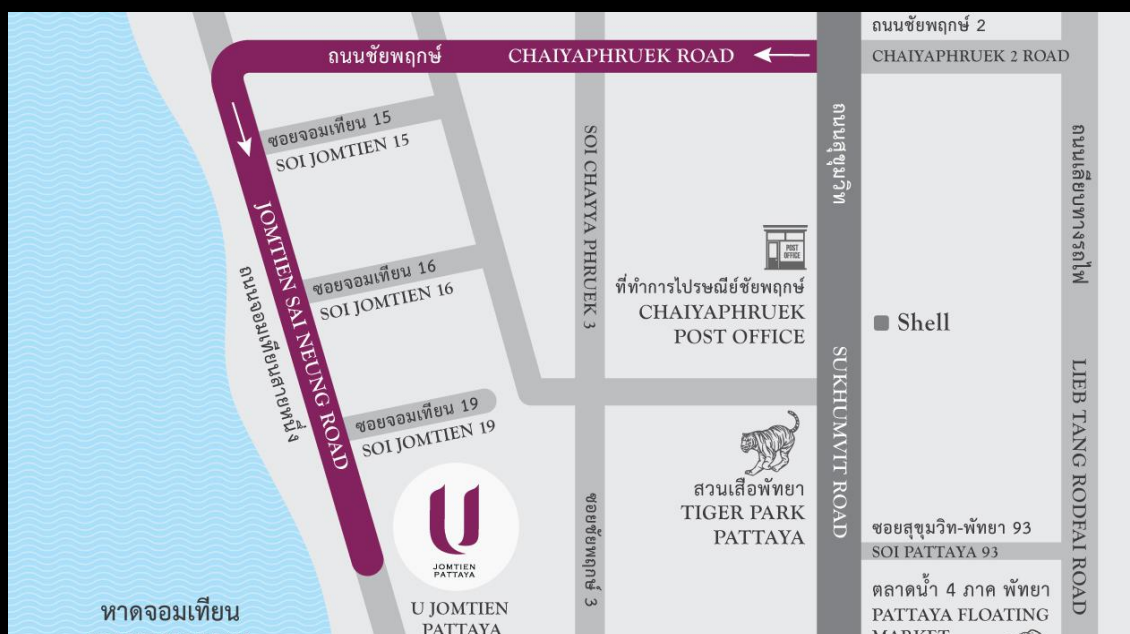 ถนนชัยพฤกษ์ 2
CHAIYAPHRUEK 2 ROAD
ถนนชัยพฤกษ์ CHAIYAPHRUEK ROAD
ซอยจอมเทียน 15
SOI JOMTIEN 15
SOI CHAYYA PHRUEK 3
ถนนสุขุมวิท
ถนนเลียบทางรถไฟ
JOMTIEN SAI NEUNG ROAD
ถนนจอมเทียนสายหนึ่ง
ซอยจอมเทียน 16
SOI JOMTIEN 16
POST
OFFICE
ที่ทำการไปรษณีย์ชัยพฤกษ์
CHAIYAPHRUEK
POST OFFICE
Shell
SUKHUMVIT ROAD
LIEB TANG RODFAI ROAD
ซอยจอมเทียน 19
SOI JOMTIEN 19
สวนเสือพัทยา
TIGER PARK
PATTAYA
U
JOMTIEN
PATTAYA
ซอยชัยพฤกษ์ 3
ซอยสุขุมวิท-พัทยา 93
SOI PATTAYA 93
ตลาดน้ำ 4 ภาค พัทยา
PATTAYA FLOATING
MARKET
หาดจอมเทียน
U JOMTIEN
PATTAYA